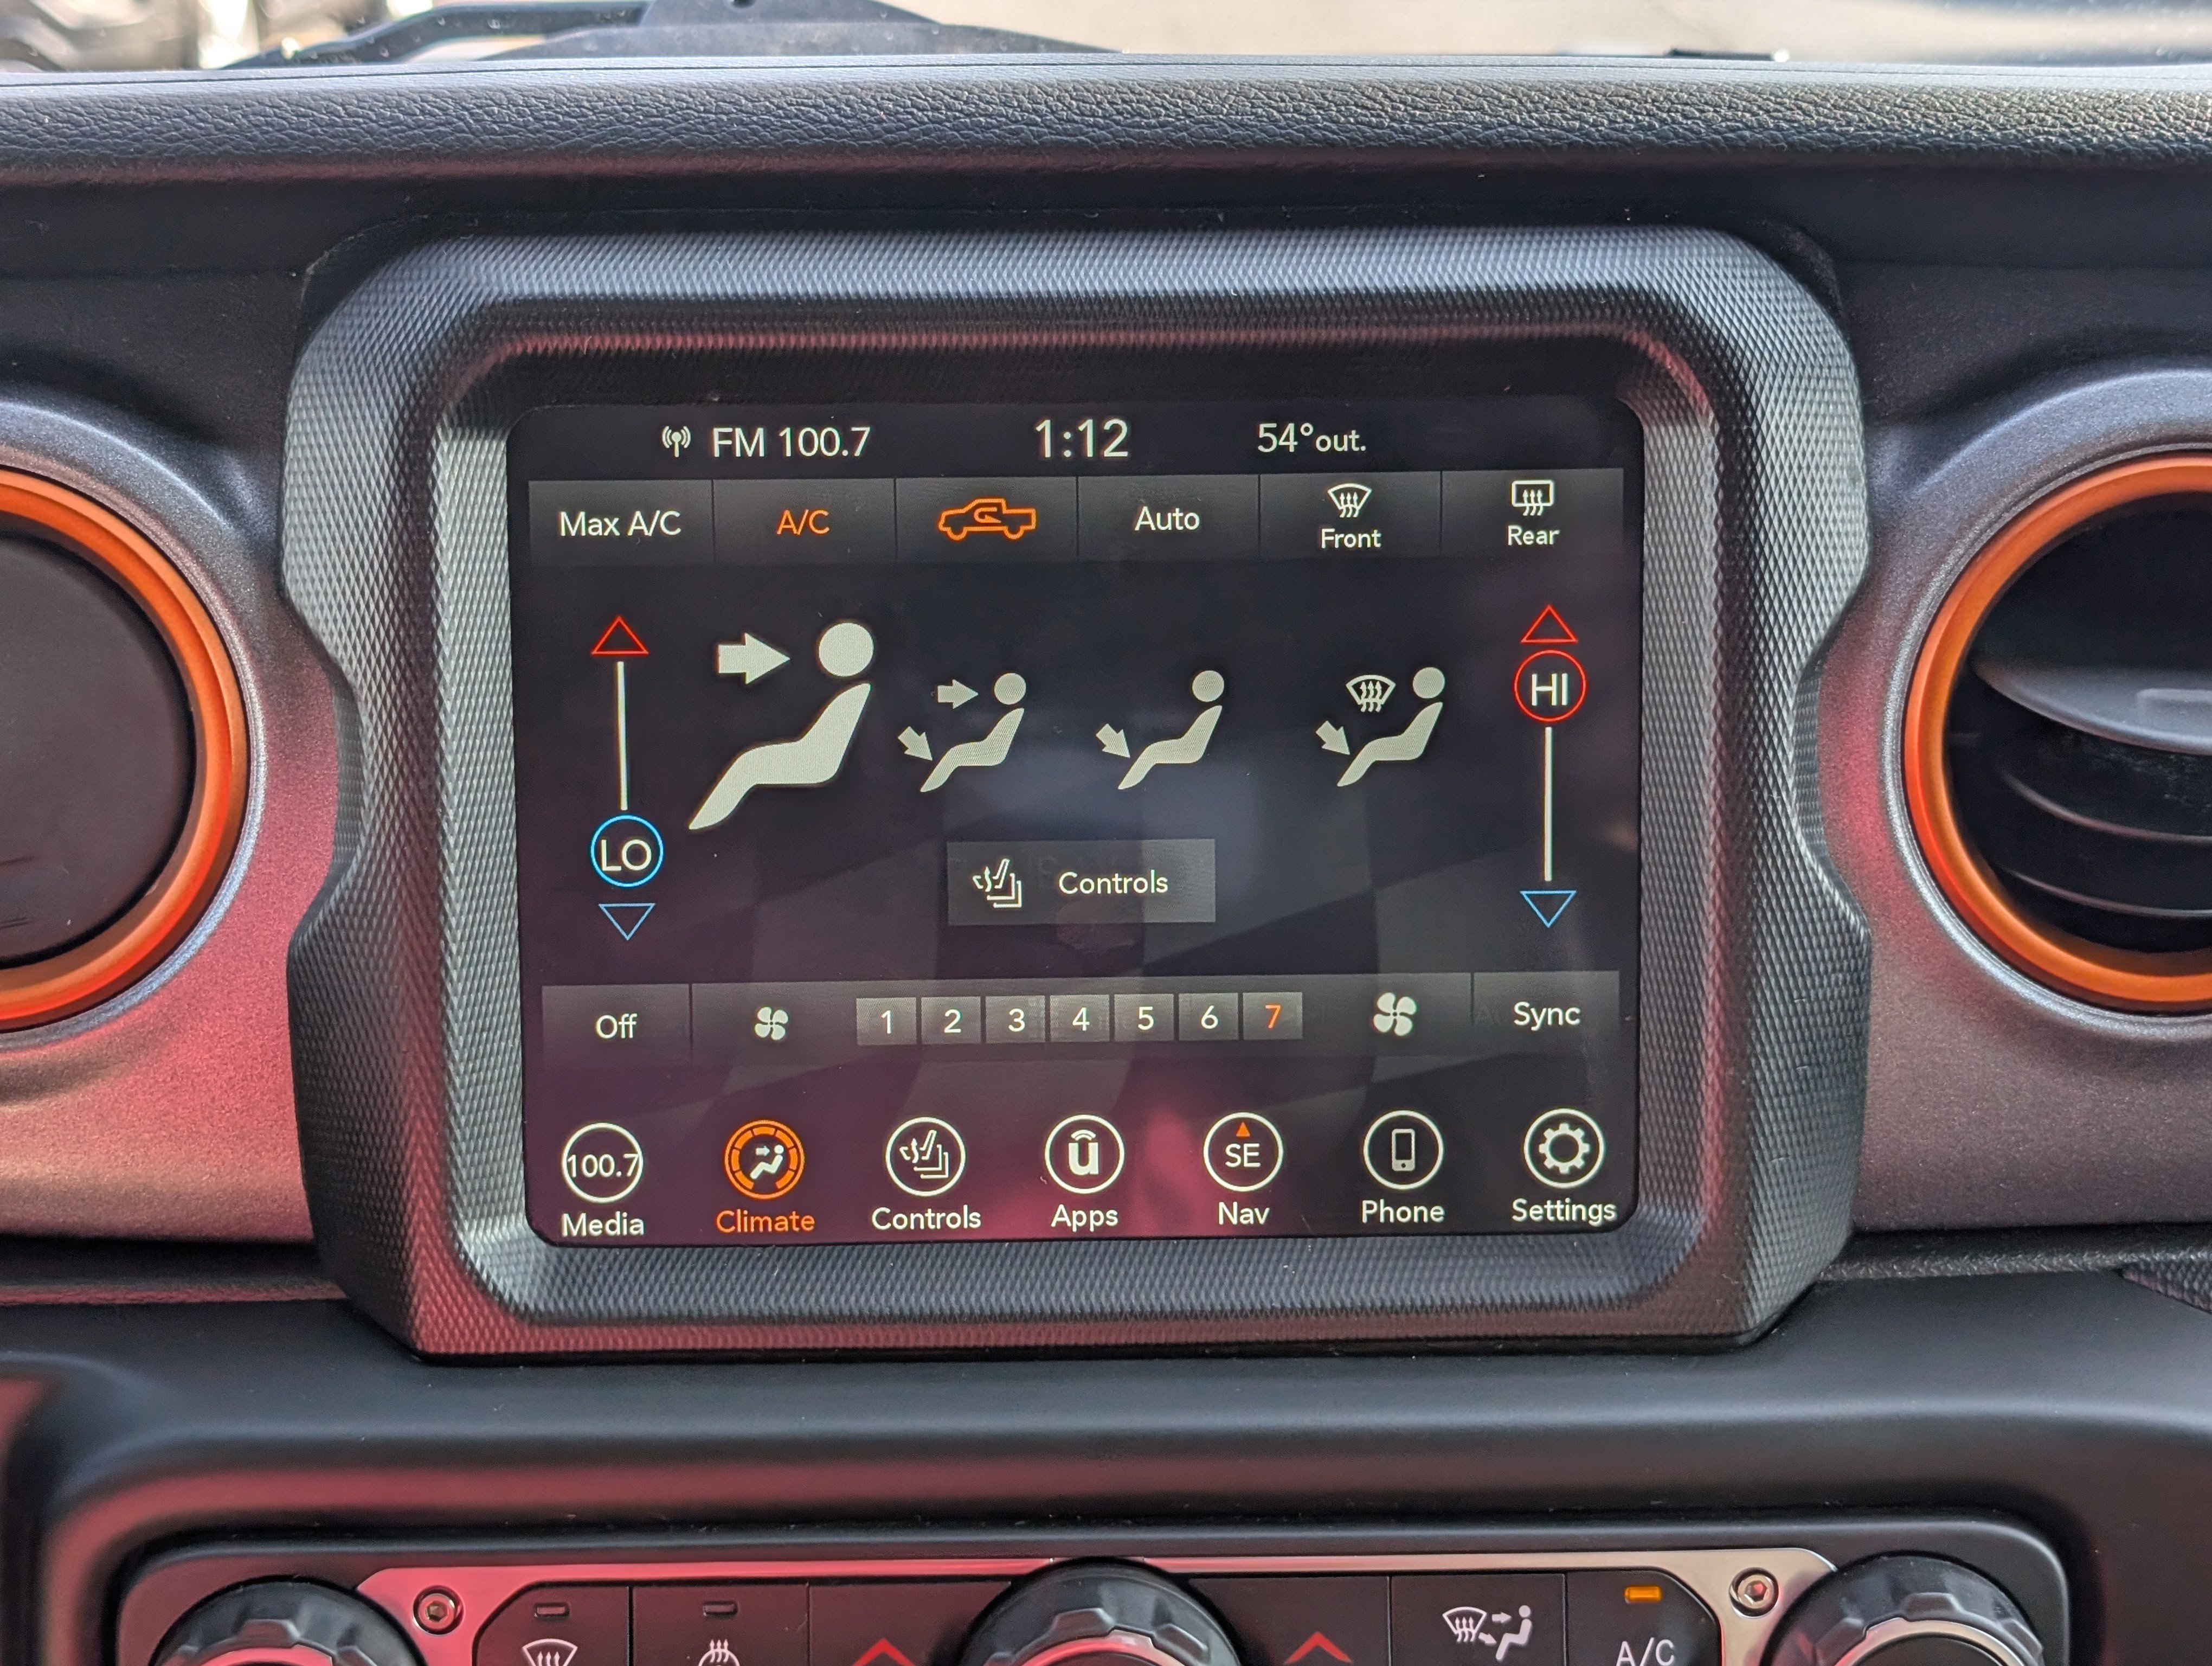 FM 100.7 1:12 54°out.
Max A/C A/C Auto Front Rear
HI
LO
Controls
Off 1 2 3 4 5 6 7 Sync
100.7 u SE
Media Climate Controls Apps Nav Phone Settings
A/C